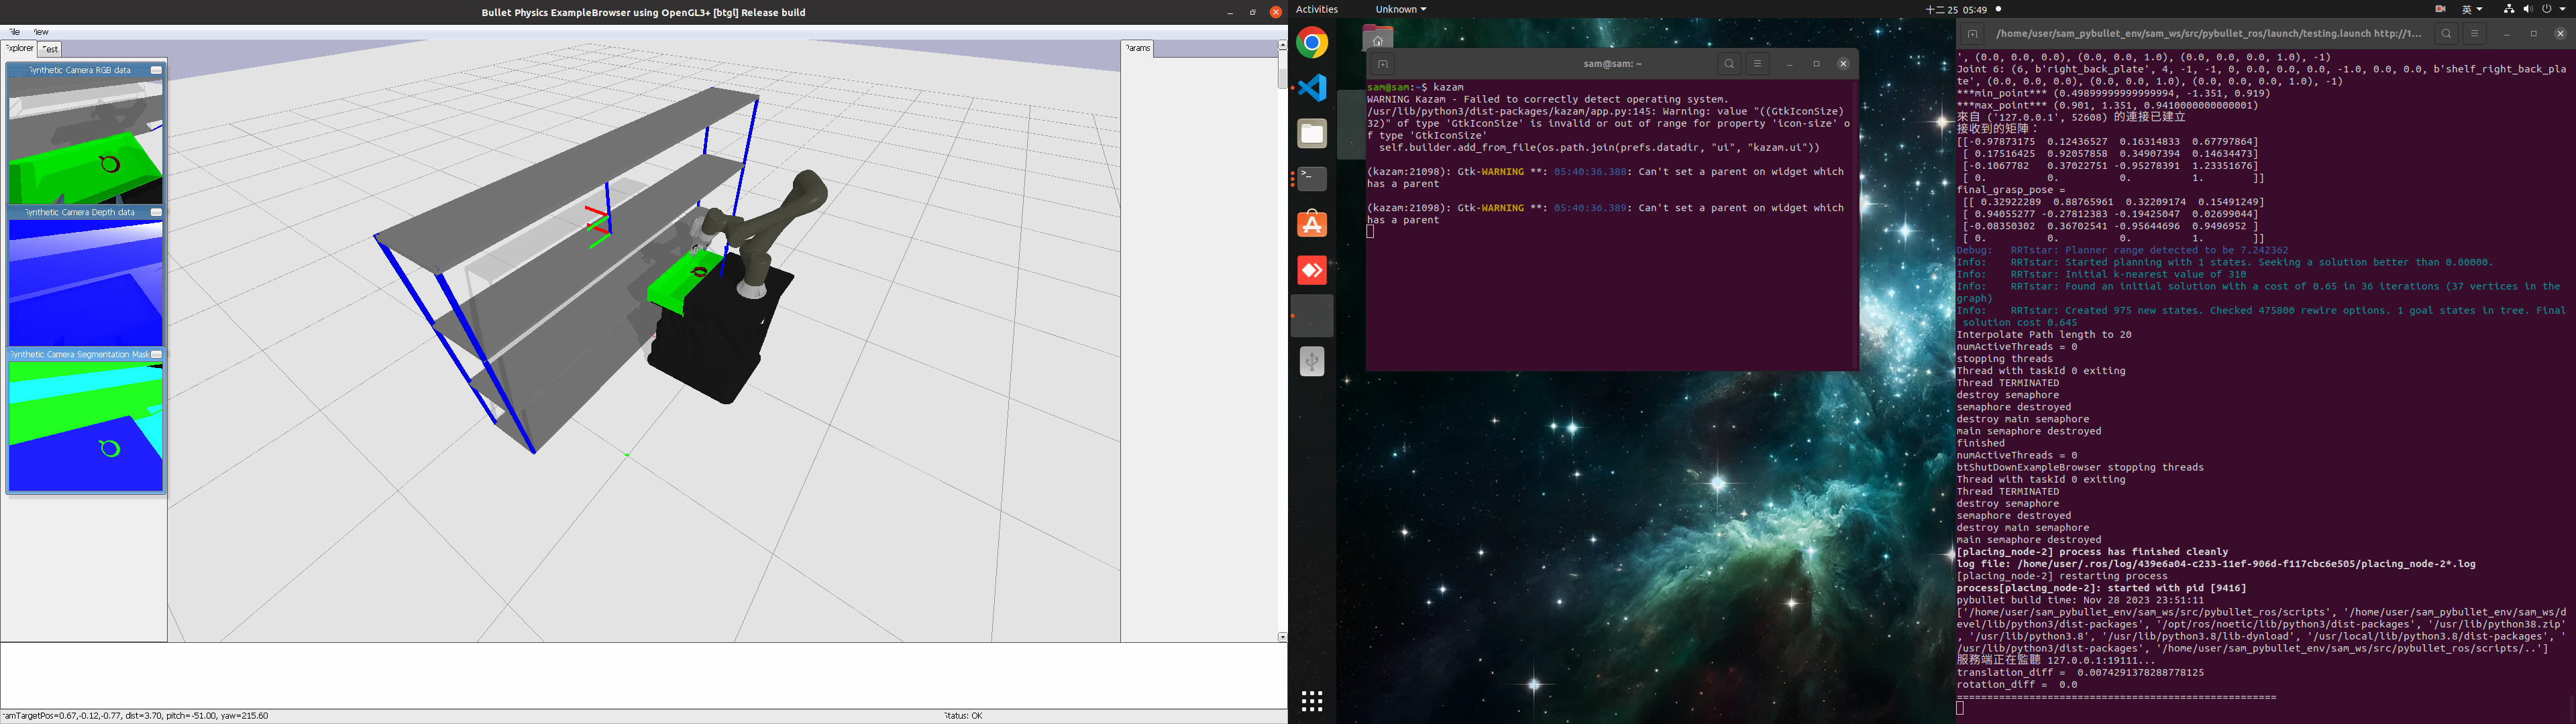 Bullet Physics ExampleBrowser using OpenGL3+ [btgl] Release build
File View
Explorer Test
Synthetic Camera RGB data
Synthetic Camera Depth data
Synthetic Camera Segmentation Mask
Params
camTargetPos=0.67,-0.12,-0.77, dist=3.70, pitch=-51.00, yaw=215.60
Status: OK
Activities
Unknown
十二 25 05:49
英
sam@sam: ~
sam@sam:~$ kazam
WARNING Kazam - Failed to correctly detect operating system.
/usr/lib/python3/dist-packages/kazam/app.py:145: Warning: value "((GtkIconSize)
32)" of type 'GtkIconSize' is invalid or out of range for property 'icon-size' o
f type 'GtkIconSize'
self.builder.add_from_file(os.path.join(prefs.datadir, "ui", "kazam.ui"))
(kazam:21098): Gtk-WARNING **: 05:40:36.388: Can't set a parent on widget which
has a parent
(kazam:21098): Gtk-WARNING **: 05:40:36.389: Can't set a parent on widget which
has a parent
/home/user/sam_pybullet_env/sam_ws/src/pybullet_ros/launch/testing.launch http://1...
', (0.0, 0.0, 0.0), (0.0, 0.0, 1.0), (0.0, 0.0, 0.0, 1.0), -1)
Joint 6: (6, b'right_back_plate', 4, -1, -1, 0, 0.0, 0.0, 0.0, -1.0, 0.0, 0.0, b'shelf_right_back_pla
te', (0.0, 0.0, 0.0), (0.0, 0.0, 1.0), (0.0, 0.0, 0.0, 1.0), -1)
***min_point*** (0.49899999999999994, -1.351, 0.919)
***max_point*** (0.901, 1.351, 0.9410000000000001)
來自 ('127.0.0.1', 52608) 的連接已建立
接收到的矩陣：
[[-0.97873175  0.12436527  0.16314833  0.67797864]
[ 0.17516425  0.92057858  0.34907394  0.14634473]
[-0.1067782   0.37022751 -0.95278391  1.23351676]
[ 0.          0.          0.          1.        ]]
final_grasp_pose =
[[ 0.32922289  0.88765961  0.32209174  0.15491249]
[ 0.94055277 -0.27812383 -0.19425047  0.02699044]
[-0.08350302  0.36702541 -0.95644696  0.9496952 ]
[ 0.          0.          0.          1.        ]]
Debug:   RRTstar: Planner range detected to be 7.242362
Info:    RRTstar: Started planning with 1 states. Seeking a solution better than 0.00000.
Info:    RRTstar: Initial k-nearest value of 310
Info:    RRTstar: Found an initial solution with a cost of 0.65 in 36 iterations (37 vertices in the
graph)
Info:    RRTstar: Created 975 new states. Checked 475800 rewire options. 1 goal states in tree. Final
solution cost 0.645
Interpolate Path length to 20
numActiveThreads = 0
stopping threads
Thread with taskId 0 exiting
Thread TERMINATED
destroy semaphore
semaphore destroyed
destroy main semaphore
main semaphore destroyed
finished
numActiveThreads = 0
btShutDownExampleBrowser stopping threads
Thread with taskId 0 exiting
Thread TERMINATED
destroy semaphore
semaphore destroyed
destroy main semaphore
main semaphore destroyed
[placing_node-2] process has finished cleanly
log file: /home/user/.ros/log/439e6a04-c233-11ef-906d-f117cbc6e505/placing_node-2*.log
[placing_node-2] restarting process
process[placing_node-2]: started with pid [9416]
pybullet build time: Nov 28 2023 23:51:11
['/home/user/sam_pybullet_env/sam_ws/src/pybullet_ros/scripts', '/home/user/sam_pybullet_env/sam_ws/d
evel/lib/python3/dist-packages', '/opt/ros/noetic/lib/python3/dist-packages', '/usr/lib/python38.zip'
, '/usr/lib/python3.8', '/usr/lib/python3.8/lib-dynload', '/usr/local/lib/python3.8/dist-packages', '
/usr/lib/python3/dist-packages', '/home/user/sam_pybullet_env/sam_ws/src/pybullet_ros/scripts/..']
服務端正在監聽 127.0.0.1:19111...
translation_diff =  0.0074291378288778125
rotation_diff =  0.0
=====================================================